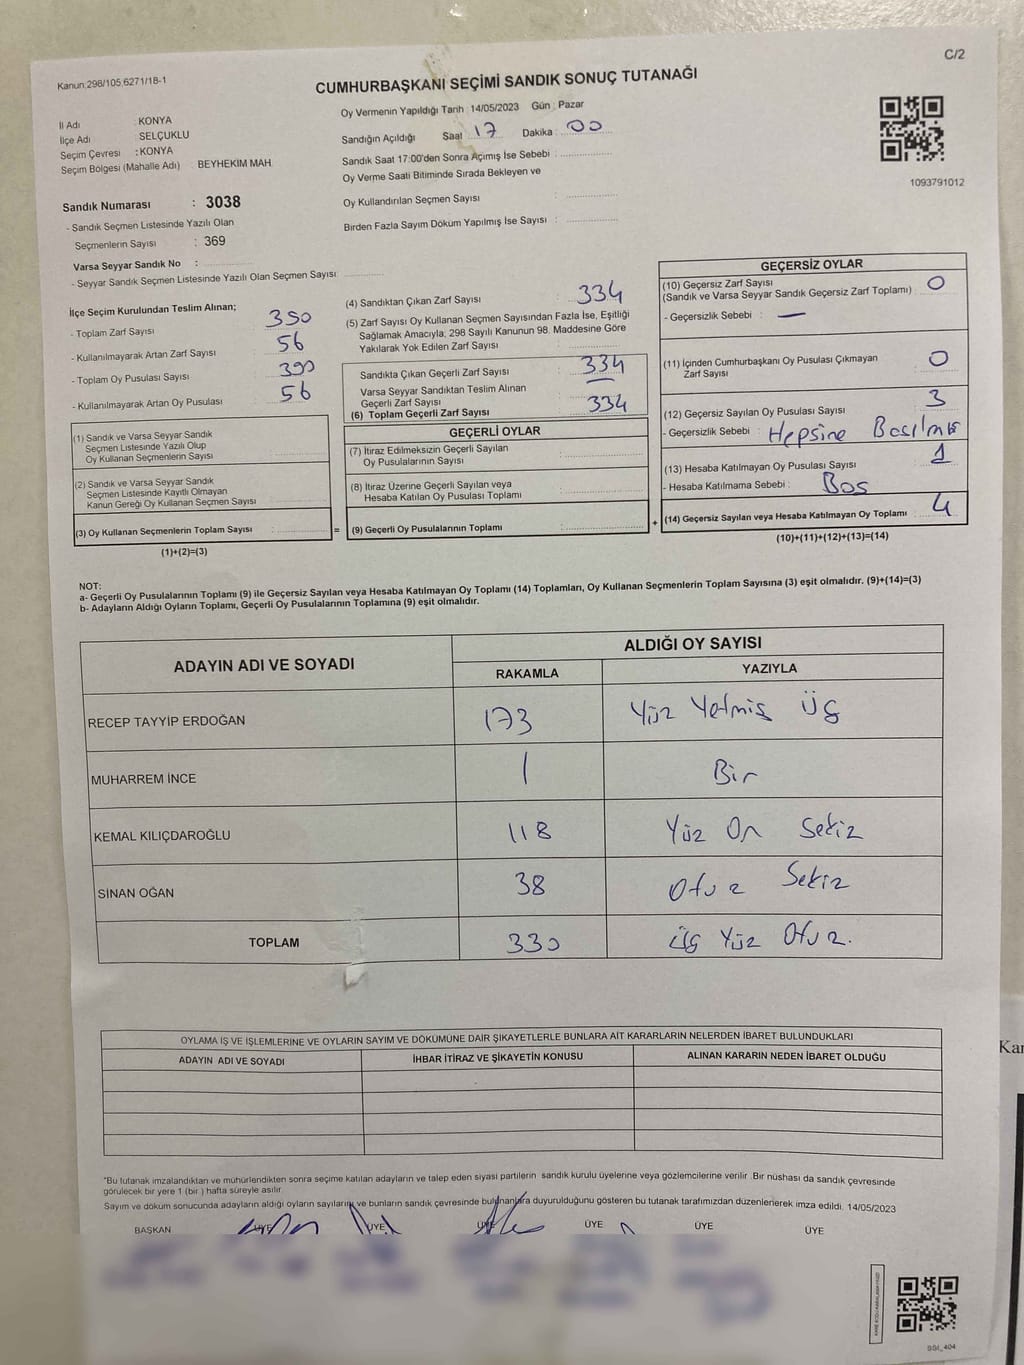 Kanun:298/105,6271/18-1
C/2
CUMHURBAŞKANI SEÇİMİ SANDIK SONUÇ TUTANAĞI
İl Adı : KONYA
İlçe Adı : SELÇUKLU
Seçim Çevresi : KONYA
Seçim Bölgesi (Mahalle Adı) : BEYHEKIM MAH.
Oy Vermenin Yapıldığı Tarih :14/05/2023 Gün : Pazar
Sandığın Açıldığı Saat 17 Dakika : 00
Sandık Saat 17:00'den Sonra Açımış İse Sebebi :
Oy Verme Saati Bitiminde Sırada Bekleyen ve
Oy Kullandırılan Seçmen Sayısı :
Birden Fazla Sayım Döküm Yapılmış İse Sayısı :
1093791012
Sandık Numarası : 3038
- Sandık Seçmen Listesinde Yazılı Olan
Seçmenlerin Sayısı : 369
Varsa Seyyar Sandık No :
- Seyyar Sandık Seçmen Listesinde Yazılı Olan Seçmen Sayısı:
İlçe Seçim Kurulundan Teslim Alınan;
- Toplam Zarf Sayısı : 390
- Kullanılmayarak Artan Zarf Sayısı : 56
- Toplam Oy Pusulası Sayısı : 390
- Kullanılmayarak Artan Oy Pusulası : 56
(4) Sandıktan Çıkan Zarf Sayısı : 334
(5) Zarf Sayısı Oy Kullanan Seçmen Sayısından Fazla İse, Eşitliği
Sağlamak Amacıyla; 298 Sayılı Kanunun 98. Maddesine Göre
Yakılarak Yok Edilen Zarf Sayısı :
Sandıkta Çıkan Geçerli Zarf Sayısı : 334
Varsa Seyyar Sandıktan Teslim Alınan
Geçerli Zarf Sayısı :
(6) Toplam Geçerli Zarf Sayısı : 334
GEÇERSİZ OYLAR
(10) Geçersiz Zarf Sayısı
(Sandık ve Varsa Seyyar Sandık Geçersiz Zarf Toplamı) : 0
- Geçersizlik Sebebi : —
(11) İçinden Cumhurbaşkanı Oy Pusulası Çıkmayan
Zarf Sayısı : 0
(12) Geçersiz Sayılan Oy Pusulası Sayısı : 3
- Geçersizlik Sebebi : Hepsine Basılmış
(13) Hesaba Katılmayan Oy Pusulası Sayısı : 1
- Hesaba Katılmama Sebebi : Boş
(14) Geçersiz Sayılan veya Hesaba Katılmayan Oy Toplamı : 4
(10)+(11)+(12)+(13)=(14)
(1) Sandık ve Varsa Seyyar Sandık
Seçmen Listesinde Yazılı Olup
Oy Kullanan Seçmenlerin Sayısı :
(2) Sandık ve Varsa Seyyar Sandık
Seçmen Listesinde Kayıtlı Olmayan
Kanun Gereği Oy Kullanan Seçmen Sayısı :
(3) Oy Kullanan Seçmenlerin Toplam Sayısı : =
(1)+(2)=(3)
GEÇERLİ OYLAR
(7) İtiraz Edilmeksizin Geçerli Sayılan
Oy Pusulalarının Sayısı :
(8) İtiraz Üzerine Geçerli Sayılan veya
Hesaba Katılan Oy Pusulası Toplamı :
(9) Geçerli Oy Pusulalarının Toplamı : +
NOT:
a- Geçerli Oy Pusulalarının Toplamı (9) ile Geçersiz Sayılan veya Hesaba Katılmayan Oy Toplamı (14) Toplamları, Oy Kullanan Seçmenlerin Toplam Sayısına (3) eşit olmalıdır. (9)+(14)=(3)
b- Adayların Aldığı Oyların Toplamı, Geçerli Oy Pusulalarının Toplamına (9) eşit olmalıdır.
ADAYIN ADI VE SOYADI
ALDIĞI OY SAYISI
RAKAMLA YAZIYLA
RECEP TAYYİP ERDOĞAN 173 Yüz Yetmiş Üç
MUHARREM İNCE 1 Bir
KEMAL KILIÇDAROĞLU 118 Yüz On Sekiz
SİNAN OĞAN 38 Otuz Sekiz
TOPLAM 330 Üç Yüz Otuz.
OYLAMA İŞ VE İŞLEMLERİNE VE OYLARIN SAYIM VE DÖKÜMÜNE DAİR ŞİKAYETLERLE BUNLARA AİT KARARLARIN NELERDEN İBARET BULUNDUKLARI
ADAYIN ADI VE SOYADI İHBAR İTİRAZ VE ŞİKAYETİN KONUSU ALINAN KARARIN NEDEN İBARET OLDUĞU
*Bu tutanak imzalandıktan ve mühürlendikten sonra seçime katılan adayların ve talep eden siyasi partilerin sandık kurulu üyelerine veya gözlemcilerine verilir. Bir nüshası da sandık çevresinde
görülecek bir yere 1 (bir ) hafta süreyle asılır.
Sayım ve döküm sonucunda adayların aldığı oyların sayılarını ve bunların sandık çevresinde bulunanlara duyurulduğunu gösteren bu tutanak tarafımızdan düzenlenerek imza edildi. 14/05/2023
BAŞKAN ÜYE ÜYE ÜYE ÜYE ÜYE ÜYE
Kar